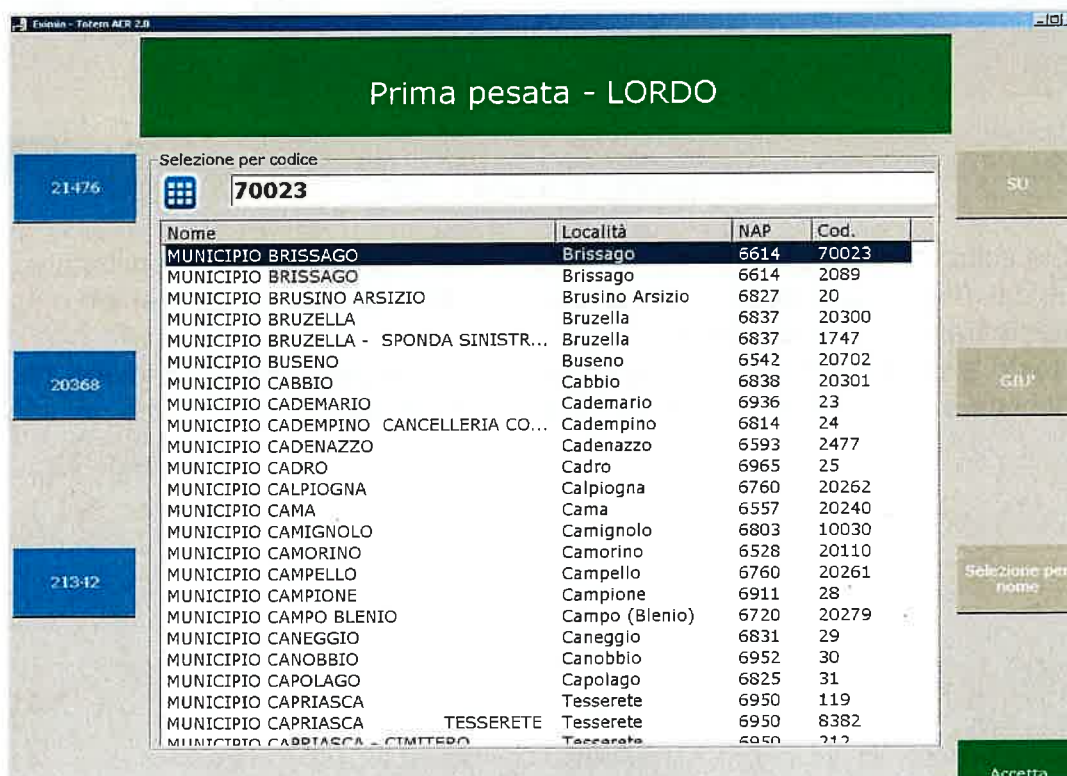 Eximin - Totem ACR 2.0
Prima pesata - LORDO
Selezione per codice
21476
70023
SU
Nome Località NAP Cod.
MUNICIPIO BRISSAGO Brissago 6614 70023
MUNICIPIO BRISSAGO Brissago 6614 2089
MUNICIPIO BRUSINO ARSIZIO Brusino Arsizio 6827 20
MUNICIPIO BRUZELLA Bruzella 6837 20300
MUNICIPIO BRUZELLA - SPONDA SINISTR... Bruzella 6837 1747
MUNICIPIO BUSENO Buseno 6542 20702
MUNICIPIO CABBIO Cabbio 6838 20301
20368
GIU'
MUNICIPIO CADEMARIO Cademario 6936 23
MUNICIPIO CADEMPINO CANCELLERIA CO... Cadempino 6814 24
MUNICIPIO CADENAZZO Cadenazzo 6593 2477
MUNICIPIO CADRO Cadro 6965 25
MUNICIPIO CALPIOGNA Calpiogna 6760 20262
MUNICIPIO CAMA Cama 6557 20240
MUNICIPIO CAMIGNOLO Camignolo 6803 10030
MUNICIPIO CAMORINO Camorino 6528 20110
MUNICIPIO CAMPELLO Campello 6760 20261
21342
Selezione per
nome
MUNICIPIO CAMPIONE Campione 6911 28
MUNICIPIO CAMPO BLENIO Campo (Blenio) 6720 20279
MUNICIPIO CANEGGIO Caneggio 6831 29
MUNICIPIO CANOBBIO Canobbio 6952 30
MUNICIPIO CAPOLAGO Capolago 6825 31
MUNICIPIO CAPRIASCA Tesserete 6950 119
MUNICIPIO CAPRIASCA TESSERETE Tesserete 6950 8382
MUNICIPIO CAPRIASCA - CIMITERO Tesserete 6950 212
Accetta